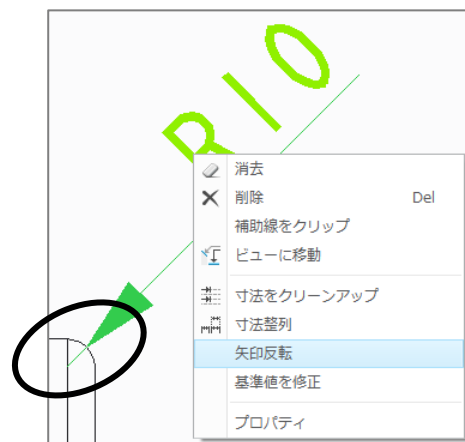 R10
消去
削除 Del
補助線をクリップ
ビューに移動
寸法をクリーンアップ
寸法整列
矢印反転
基準値を修正
プロパティ